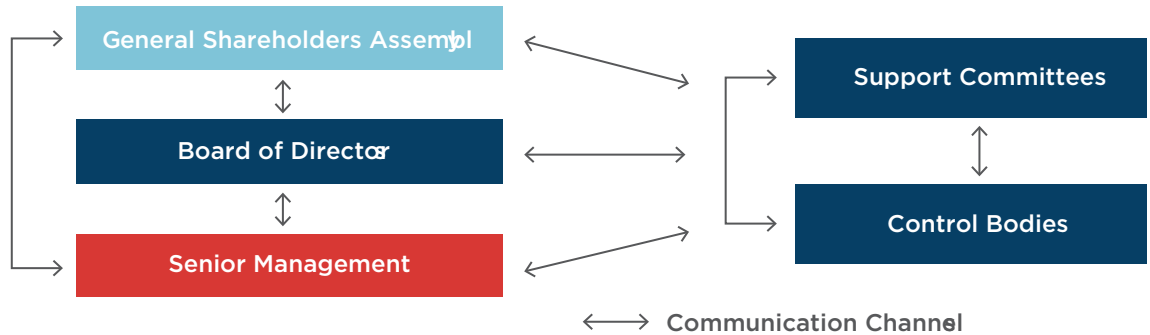 General Shareholders Assembly
Board of Directors
Senior Management
Support Committees
Control Bodies
Communication Channel